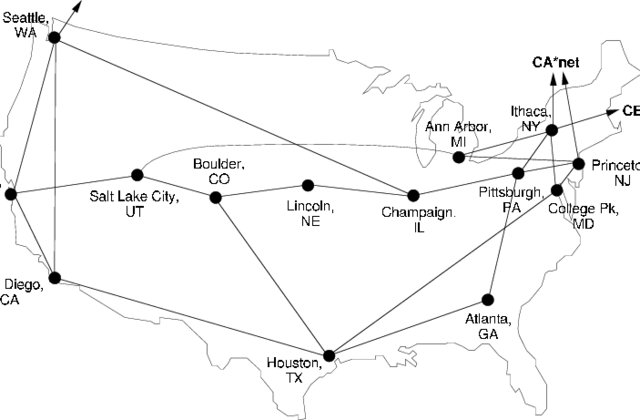 Seattle,
WA
CA*net
Ithaca,
NY
CE
Ann Arbor,
MI
Boulder,
CO
Princeto
NJ
Salt Lake City,
UT
Lincoln,
NE
Champaign.
IL
Pittsburgh,
PA
College Pk,
MD
Diego,
CA
Atlanta,
GA
Houston,
TX